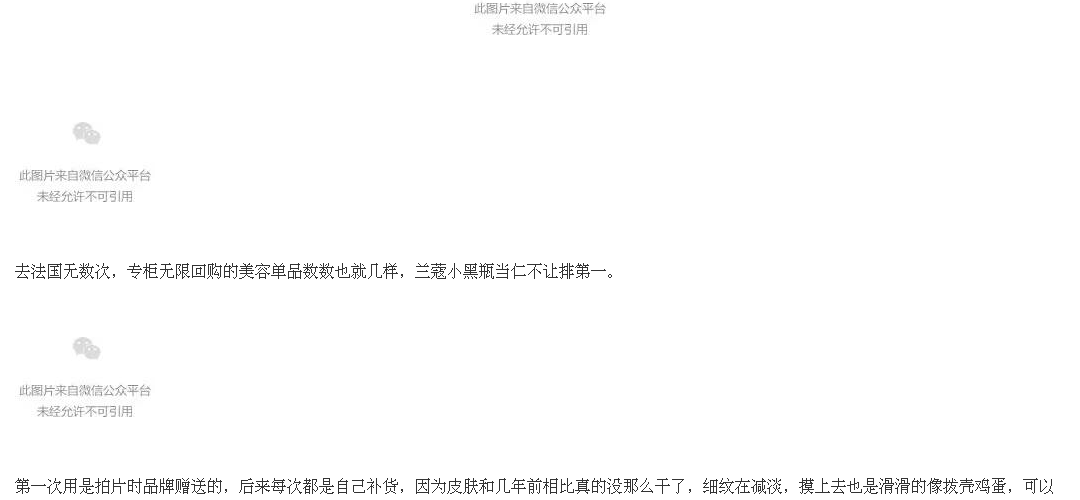 此图片来自微信公众平台
未经允许不可引用
此图片来自微信公众平台
未经允许不可引用
去法国无数次，专柜无限回购的美容单品数数也就几样，兰蔻小黑瓶当仁不让排第一。
此图片来自微信公众平台
未经允许不可引用
第一次用是拍片时品牌赠送的，后来每次都是自己补货，因为皮肤和几年前相比真的没那么干了，细纹在减淡，摸上去也是滑滑的像拨壳鸡蛋，可以